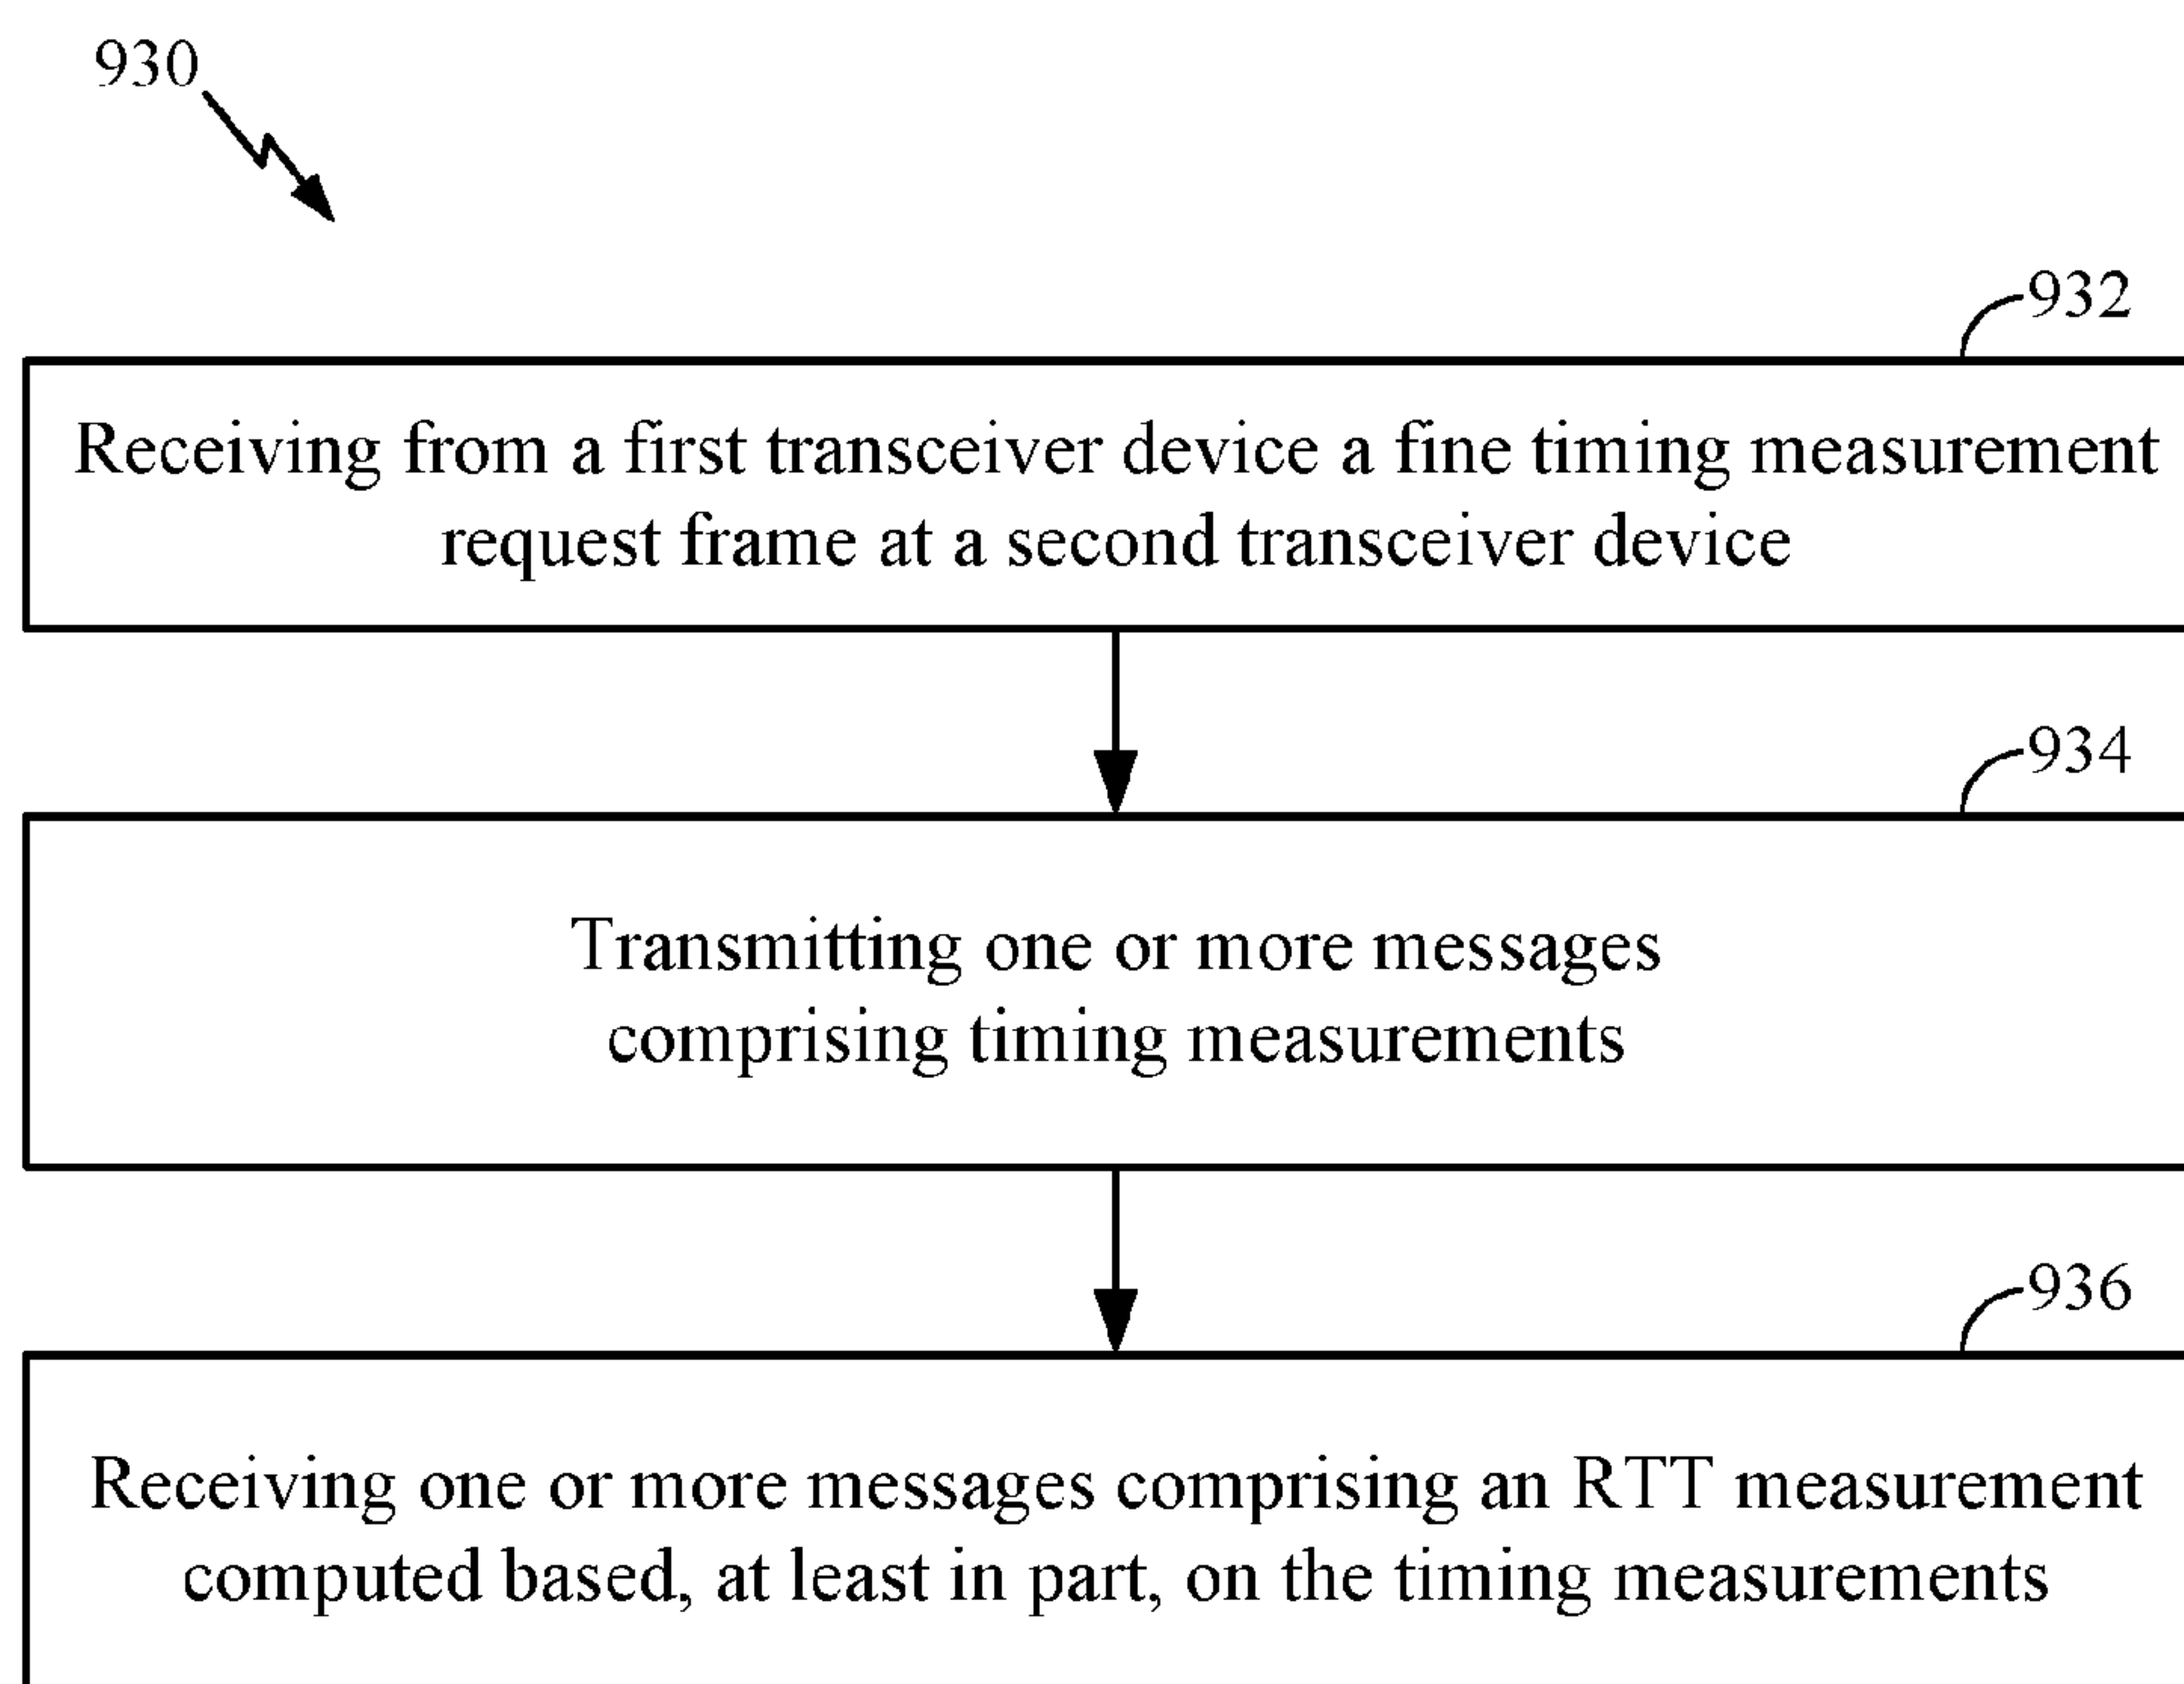 930
932
Receiving from a first transceiver device a fine timing measurement
request frame at a second transceiver device
934
Transmitting one or more messages
comprising timing measurements
936
Receiving one or more messages comprising an RTT measurement
computed based, at least in part, on the timing measurements